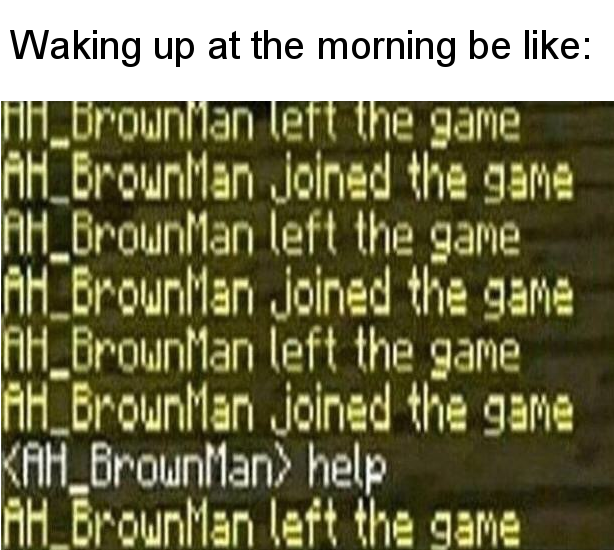 Waking up at the morning be like:
AH_BrownMan left the game
AH_BrownMan joined the game
AH_BrownMan left the game
AH_BrownMan joined the game
AH_BrownMan left the game
AH_BrownMan joined the game
<AH_BrownMan> help
AH_BrownMan left the game